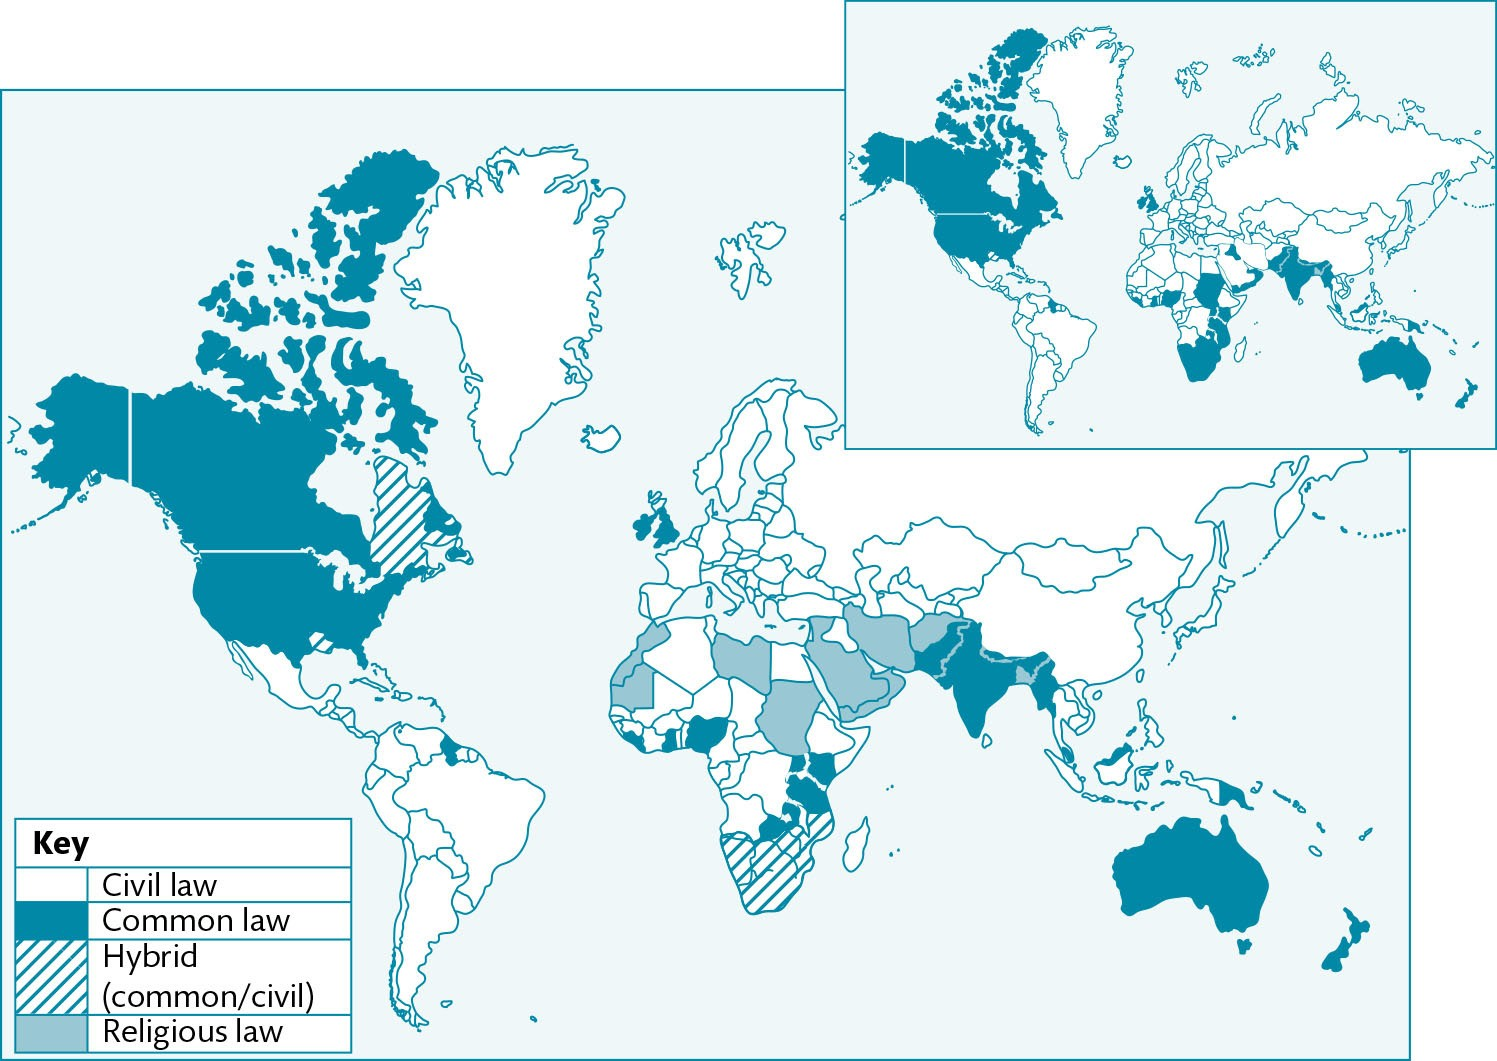 Key
Civil law
Common law
Hybrid
(common/civil)
Religious law